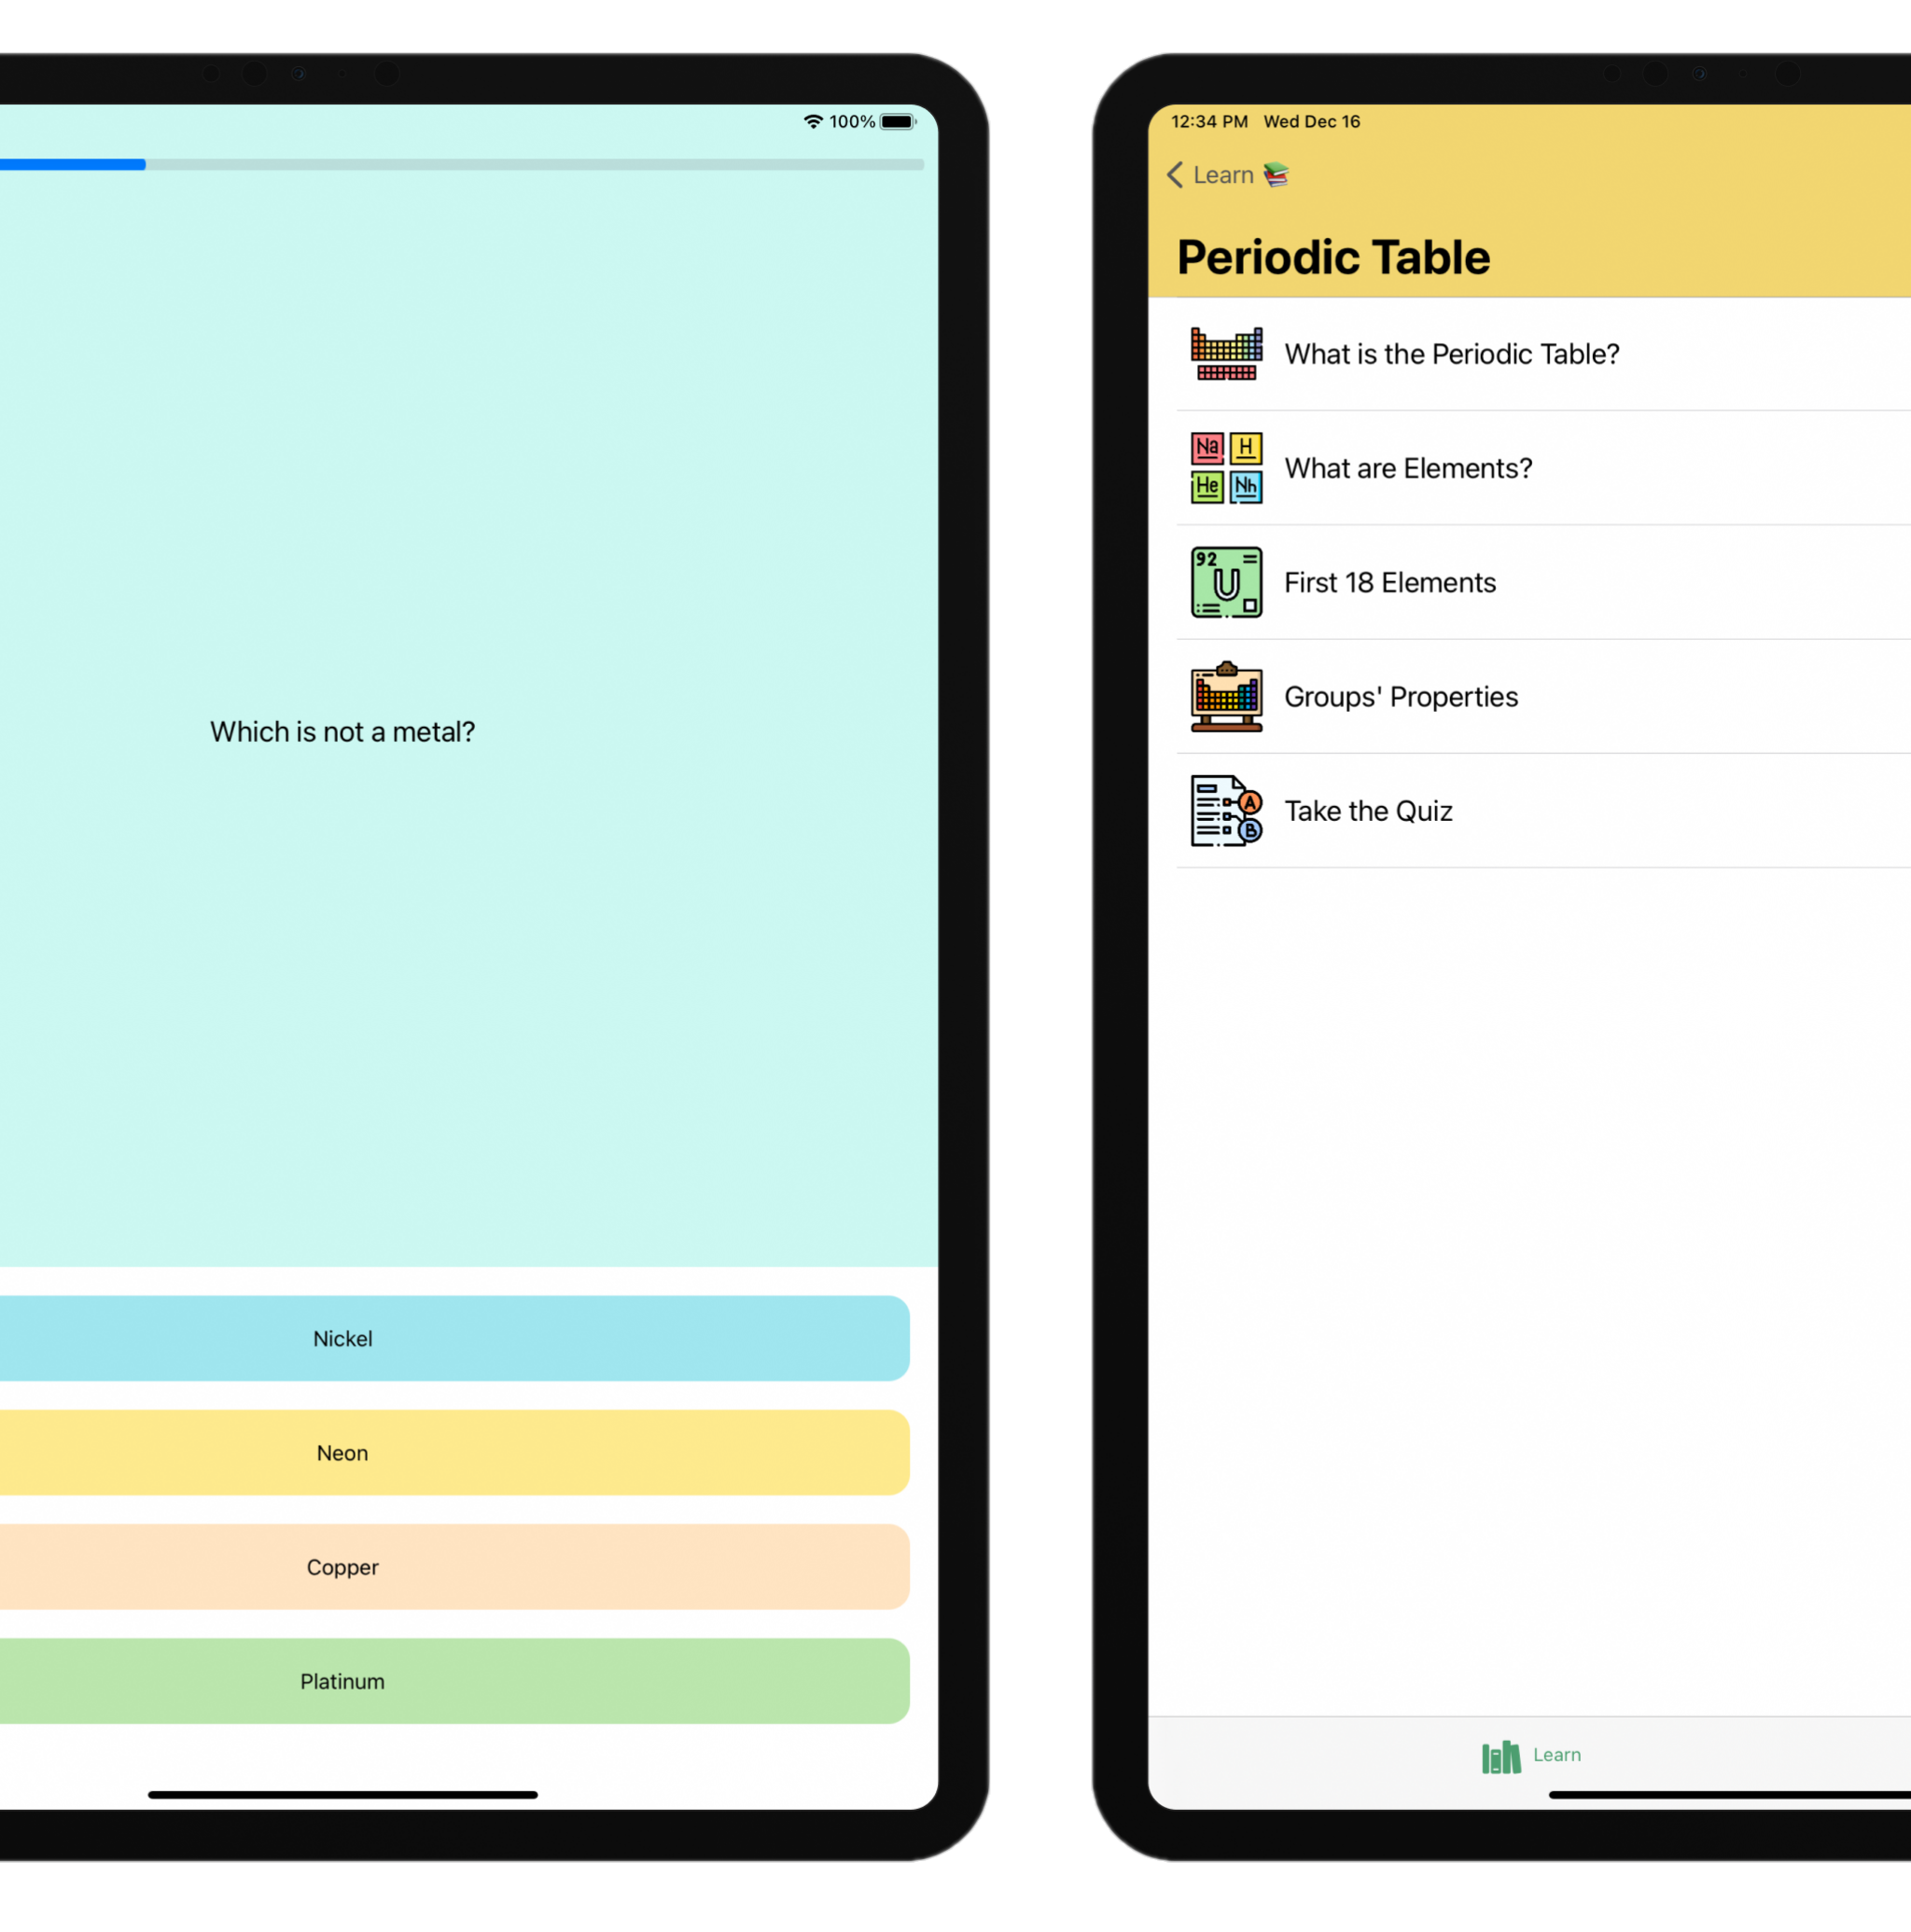 100%
Which is not a metal?
Nickel
Neon
Copper
Platinum
12:34 PM Wed Dec 16
Learn
Periodic Table
What is the Periodic Table?
Na H
He Nh
What are Elements?
92
U
First 18 Elements
Groups' Properties
A
B
Take the Quiz
Learn